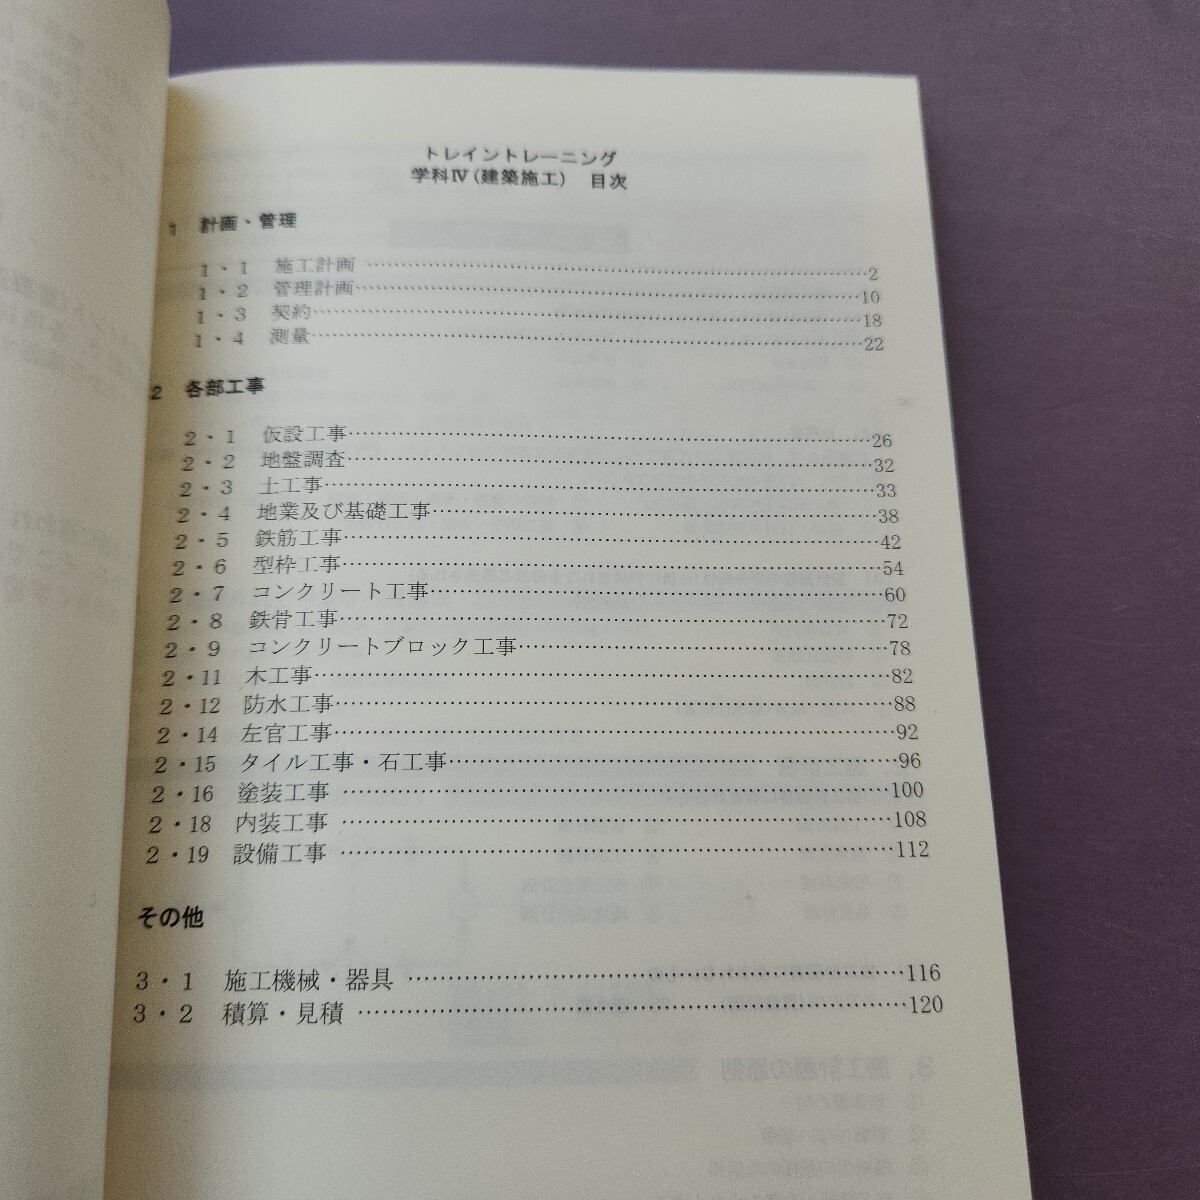 トレイントレーニング
学科Ⅳ(建築施工) 目次
1 計画・管理
1・1 施工計画 ……………………………2
1・2 管理計画……………………………10
1・3 契約……………………………18
1・4 測量……………………………22
2 各部工事
2・1 仮設工事……………………………26
2・2 地盤調査……………………………32
2・3 土工事……………………………33
2・4 地業及び基礎工事……………………………38
2・5 鉄筋工事……………………………42
2・6 型枠工事……………………………54
2・7 コンクリート工事……………………………60
2・8 鉄骨工事……………………………72
2・9 コンクリートブロック工事……………………………78
2・11 木工事……………………………82
2・12 防水工事……………………………88
2・14 左官工事……………………………92
2・15 タイル工事・石工事……………………………96
2・16 塗装工事 ……………………………100
2・18 内装工事 ……………………………108
2・19 設備工事 ……………………………112
その他
3・1 施工機械・器具 ……………………………116
3・2 積算・見積 ……………………………120